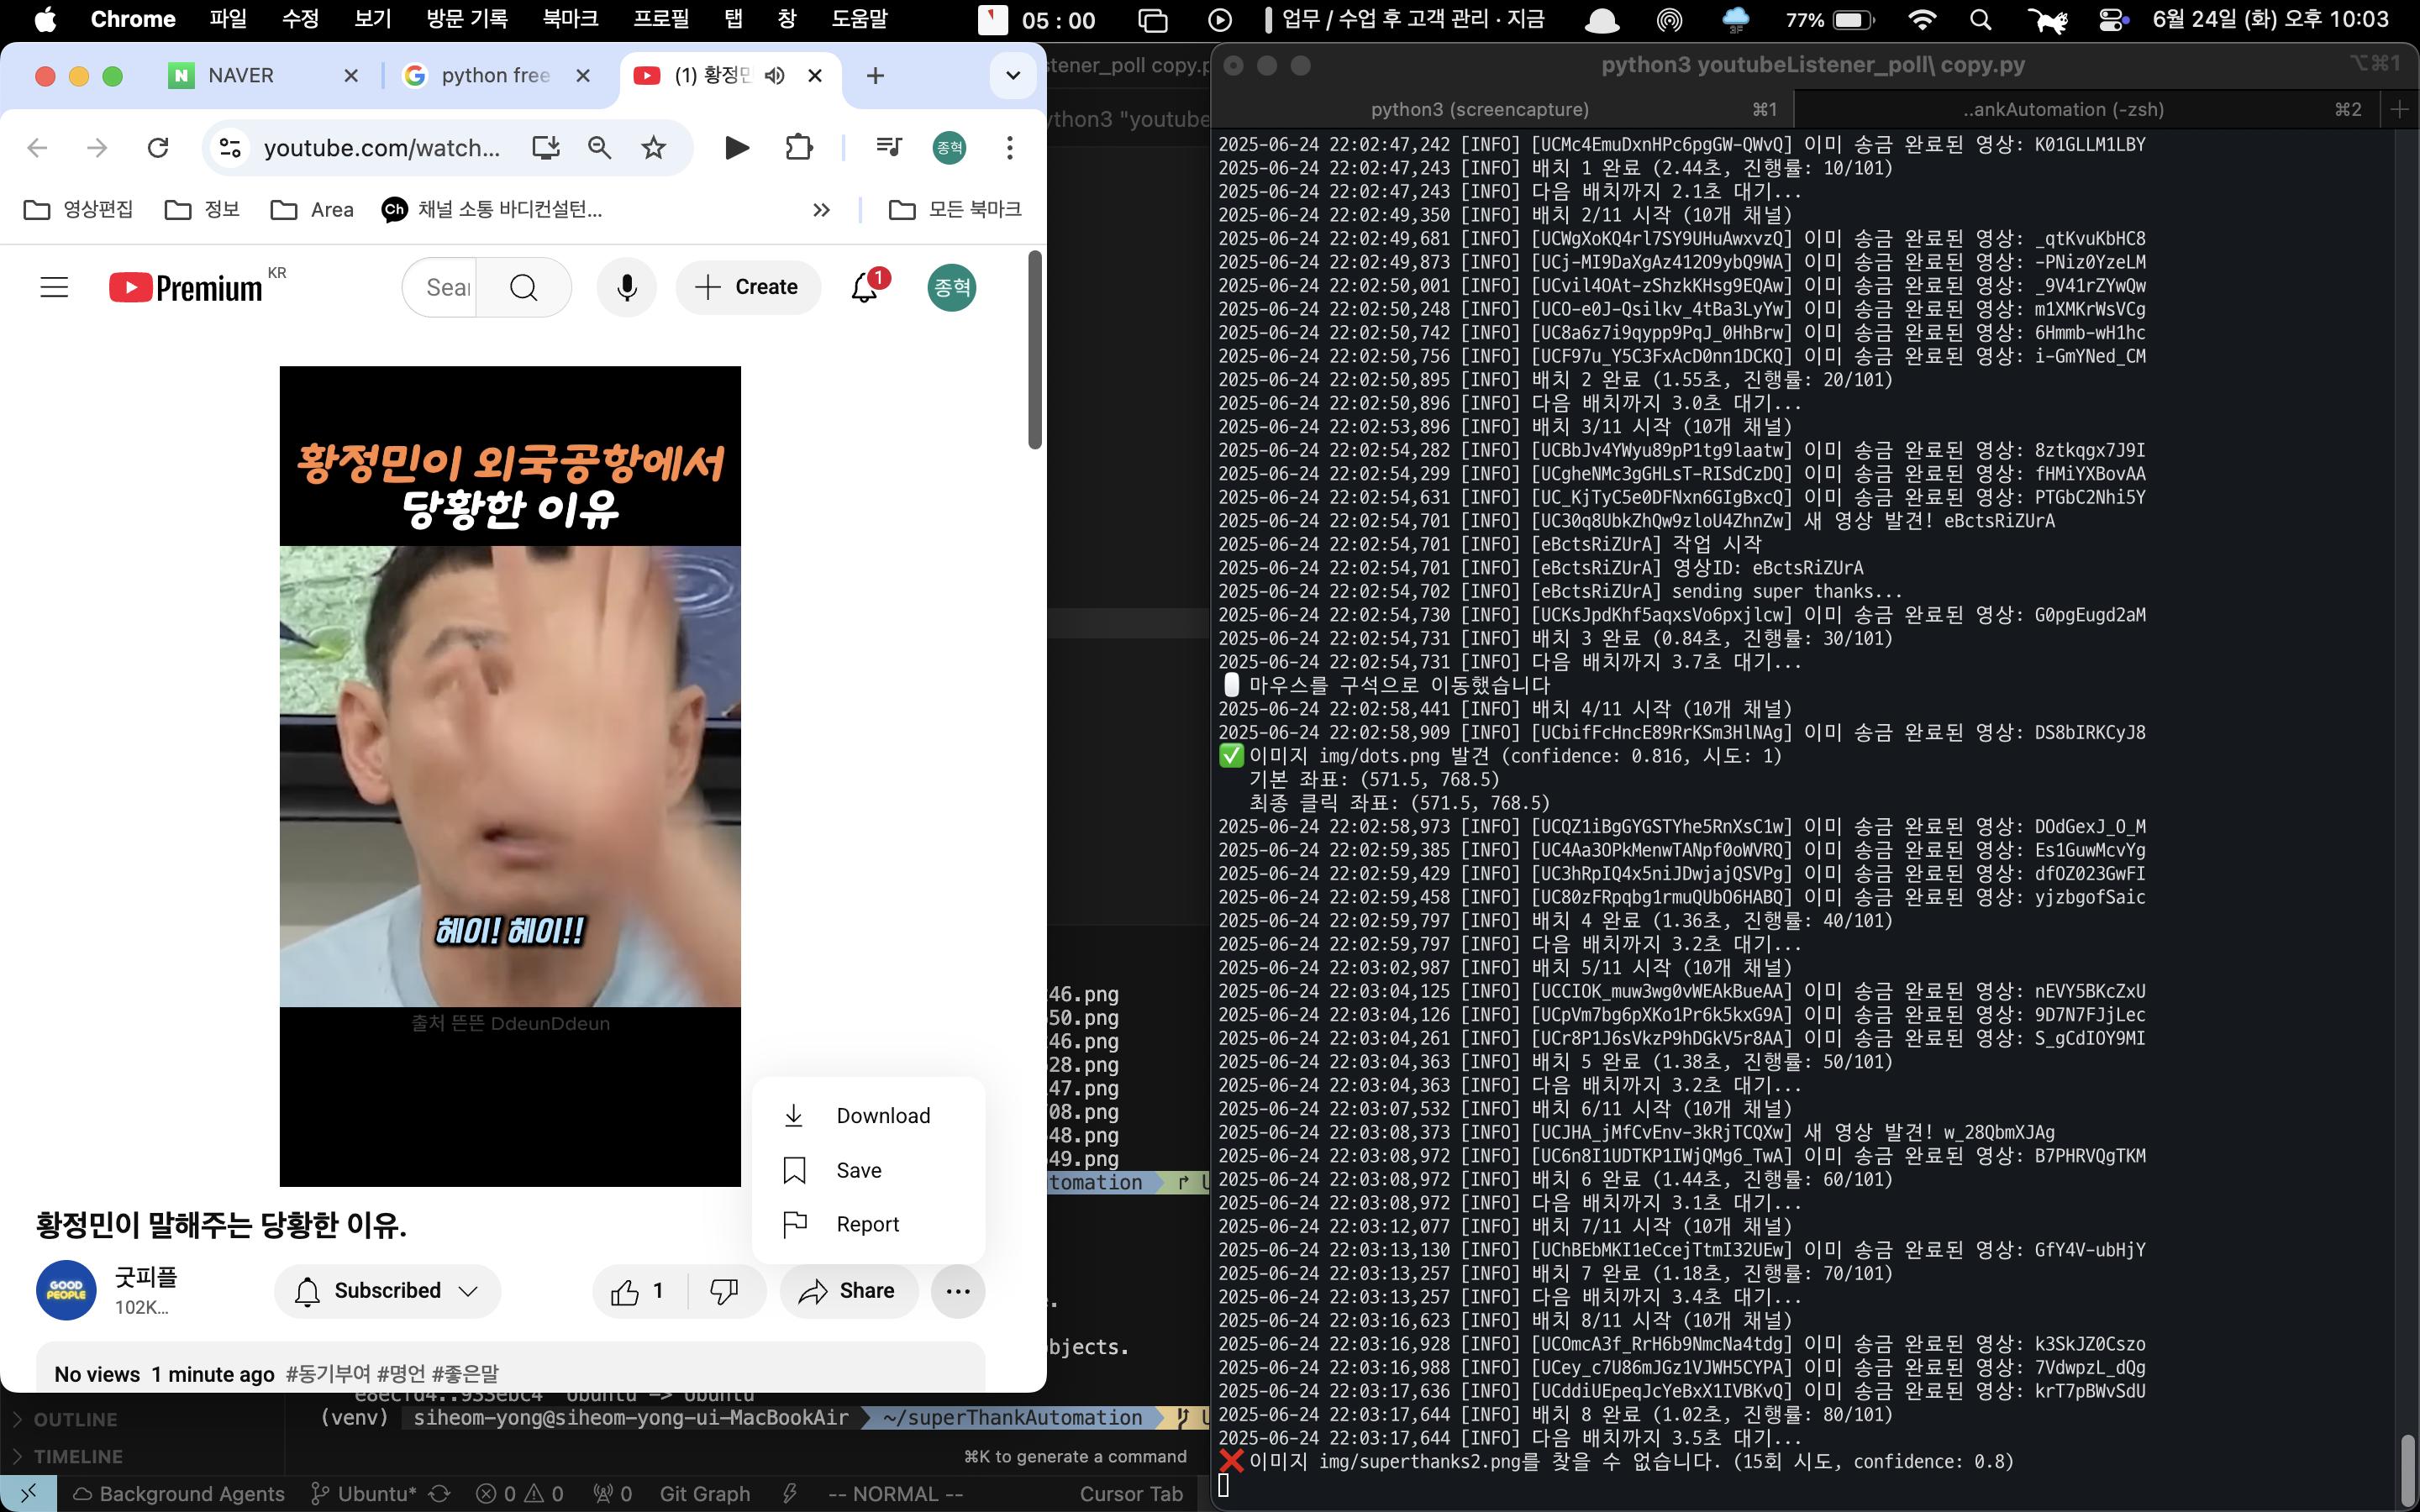 Chrome 파일 수정 보기 방문 기록 북마크 프로필 탭 창 도움말 05 : 00 업무 / 수업 후 고객 관리 · 지금 3F 77% 6월 24일 (화) 오후 10:03
NAVER
python free
(1) 황정민
youtube.com/watch...
종혁
영상편집
정보
Area
Ch 채널 소통 바디컨설턴...
모든 북마크
Premium KR
Create
1
종혁
황정민이 외국공항에서
당황한 이유
헤이! 헤이!!
출처 뜬뜬 DdeunDdeun
Download
Save
Report
황정민이 말해주는 당황한 이유.
GOOD
PEOPLE
굿피플
102K...
Subscribed
1
Share
No views 1 minute ago #동기부여 #명언 #좋은말
stener_poll copy.p
ython3 "youtube
46.png
50.png
46.png
28.png
47.png
08.png
48.png
49.png
tomation
bjects.
e8ecfd4..933ebc4 Ubuntu -> Ubuntu
(venv) siheom-yong@siheom-yong-ui-MacBookAir ~/superThankAutomation
⌘K to generate a command
OUTLINE
TIMELINE
Background Agents Ubuntu* 0 0 0 Git Graph -- NORMAL -- Cursor Tab
python3 youtubeListener_poll\ copy.py ⌥⌘1
python3 (screencapture) ⌘1 ..ankAutomation (-zsh) ⌘2
2025-06-24 22:02:47,242 [INFO] [UCMc4EmuDxnHPc6pgGW-QWvQ] 이미 송금 완료된 영상: K01GLLM1LBY
2025-06-24 22:02:47,243 [INFO] 배치 1 완료 (2.44초, 진행률: 10/101)
2025-06-24 22:02:47,243 [INFO] 다음 배치까지 2.1초 대기...
2025-06-24 22:02:49,350 [INFO] 배치 2/11 시작 (10개 채널)
2025-06-24 22:02:49,681 [INFO] [UCWgXoKQ4rl7SY9UHuAwxvzQ] 이미 송금 완료된 영상: _qtKvuKbHC8
2025-06-24 22:02:49,873 [INFO] [UCj-MI9DaXgAz412O9ybQ9WA] 이미 송금 완료된 영상: -PNiz0YzeLM
2025-06-24 22:02:50,001 [INFO] [UCvil4OAt-zShzkKHsg9EQAw] 이미 송금 완료된 영상: _9V41rZYwQw
2025-06-24 22:02:50,248 [INFO] [UCO-e0J-Qsilkv_4tBa3LyYw] 이미 송금 완료된 영상: m1XMKrWsVCg
2025-06-24 22:02:50,742 [INFO] [UC8a6z7i9qypp9PqJ_0HhBrw] 이미 송금 완료된 영상: 6Hmmb-wH1hc
2025-06-24 22:02:50,756 [INFO] [UCF97u_Y5C3FxAcD0nn1DCKQ] 이미 송금 완료된 영상: i-GmYNed_CM
2025-06-24 22:02:50,895 [INFO] 배치 2 완료 (1.55초, 진행률: 20/101)
2025-06-24 22:02:50,896 [INFO] 다음 배치까지 3.0초 대기...
2025-06-24 22:02:53,896 [INFO] 배치 3/11 시작 (10개 채널)
2025-06-24 22:02:54,282 [INFO] [UCBbJv4YWyu89pP1tg9laatw] 이미 송금 완료된 영상: 8ztkqgx7J9I
2025-06-24 22:02:54,299 [INFO] [UCgheNMc3gGHLsT-RISdCzDQ] 이미 송금 완료된 영상: fHMiYXBovAA
2025-06-24 22:02:54,631 [INFO] [UC_KjTyC5e0DFNxn6GIgBxcQ] 이미 송금 완료된 영상: PTGbC2Nhi5Y
2025-06-24 22:02:54,701 [INFO] [UC30q8UbkZhQw9zloU4ZhnZw] 새 영상 발견! eBctsRiZUrA
2025-06-24 22:02:54,701 [INFO] [eBctsRiZUrA] 작업 시작
2025-06-24 22:02:54,701 [INFO] [eBctsRiZUrA] 영상ID: eBctsRiZUrA
2025-06-24 22:02:54,702 [INFO] [eBctsRiZUrA] sending super thanks...
2025-06-24 22:02:54,730 [INFO] [UCKsJpdKhf5aqxsVo6pxjlcw] 이미 송금 완료된 영상: G0pgEugd2aM
2025-06-24 22:02:54,731 [INFO] 배치 3 완료 (0.84초, 진행률: 30/101)
2025-06-24 22:02:54,731 [INFO] 다음 배치까지 3.7초 대기...
마우스를 구석으로 이동했습니다
2025-06-24 22:02:58,441 [INFO] 배치 4/11 시작 (10개 채널)
2025-06-24 22:02:58,909 [INFO] [UCbifFcHncE89RrKSm3HlNAg] 이미 송금 완료된 영상: DS8bIRKCyJ8
✅이미지 img/dots.png 발견 (confidence: 0.816, 시도: 1)
기본 좌표: (571.5, 768.5)
최종 클릭 좌표: (571.5, 768.5)
2025-06-24 22:02:58,973 [INFO] [UCQZ1iBgGYGSTYhe5RnXsC1w] 이미 송금 완료된 영상: DOdGexJ_O_M
2025-06-24 22:02:59,385 [INFO] [UC4Aa3OPkMenwTANpf0oWVRQ] 이미 송금 완료된 영상: Es1GuwMcvYg
2025-06-24 22:02:59,429 [INFO] [UC3hRpIQ4x5niJDwjajQSVPg] 이미 송금 완료된 영상: dfOZ023GwFI
2025-06-24 22:02:59,458 [INFO] [UC80zFRpqbg1rmuQUbO6HABQ] 이미 송금 완료된 영상: yjzbgofSaic
2025-06-24 22:02:59,797 [INFO] 배치 4 완료 (1.36초, 진행률: 40/101)
2025-06-24 22:02:59,797 [INFO] 다음 배치까지 3.2초 대기...
2025-06-24 22:03:02,987 [INFO] 배치 5/11 시작 (10개 채널)
2025-06-24 22:03:04,125 [INFO] [UCCIOK_muw3wg0vWEAkBueAA] 이미 송금 완료된 영상: nEVY5BKcZxU
2025-06-24 22:03:04,126 [INFO] [UCpVm7bg6pXKo1Pr6k5kxG9A] 이미 송금 완료된 영상: 9D7N7FJjLec
2025-06-24 22:03:04,261 [INFO] [UCr8P1J6sVkzP9hDGkV5r8AA] 이미 송금 완료된 영상: S_gCdIOY9MI
2025-06-24 22:03:04,363 [INFO] 배치 5 완료 (1.38초, 진행률: 50/101)
2025-06-24 22:03:04,363 [INFO] 다음 배치까지 3.2초 대기...
2025-06-24 22:03:07,532 [INFO] 배치 6/11 시작 (10개 채널)
2025-06-24 22:03:08,373 [INFO] [UCJHA_jMfCvEnv-3kRjTCQXw] 새 영상 발견! w_28QbmXJAg
2025-06-24 22:03:08,972 [INFO] [UC6n8I1UDTKP1IWjQMg6_TwA] 이미 송금 완료된 영상: B7PHRVQgTKM
2025-06-24 22:03:08,972 [INFO] 배치 6 완료 (1.44초, 진행률: 60/101)
2025-06-24 22:03:08,972 [INFO] 다음 배치까지 3.1초 대기...
2025-06-24 22:03:12,077 [INFO] 배치 7/11 시작 (10개 채널)
2025-06-24 22:03:13,130 [INFO] [UChBEbMKI1eCcejTtmI32UEw] 이미 송금 완료된 영상: GfY4V-ubHjY
2025-06-24 22:03:13,257 [INFO] 배치 7 완료 (1.18초, 진행률: 70/101)
2025-06-24 22:03:13,257 [INFO] 다음 배치까지 3.4초 대기...
2025-06-24 22:03:16,623 [INFO] 배치 8/11 시작 (10개 채널)
2025-06-24 22:03:16,928 [INFO] [UCOmcA3f_RrH6b9NmcNa4tdg] 이미 송금 완료된 영상: k3SkJZ0Cszo
2025-06-24 22:03:16,988 [INFO] [UCey_c7U86mJGz1VJWH5CYPA] 이미 송금 완료된 영상: 7VdwpzL_dQg
2025-06-24 22:03:17,636 [INFO] [UCddiUEpeqJcYeBxX1IVBKvQ] 이미 송금 완료된 영상: krT7pBWvSdU
2025-06-24 22:03:17,644 [INFO] 배치 8 완료 (1.02초, 진행률: 80/101)
2025-06-24 22:03:17,644 [INFO] 다음 배치까지 3.5초 대기...
❌이미지 img/superthanks2.png를 찾을 수 없습니다. (15회 시도, confidence: 0.8)